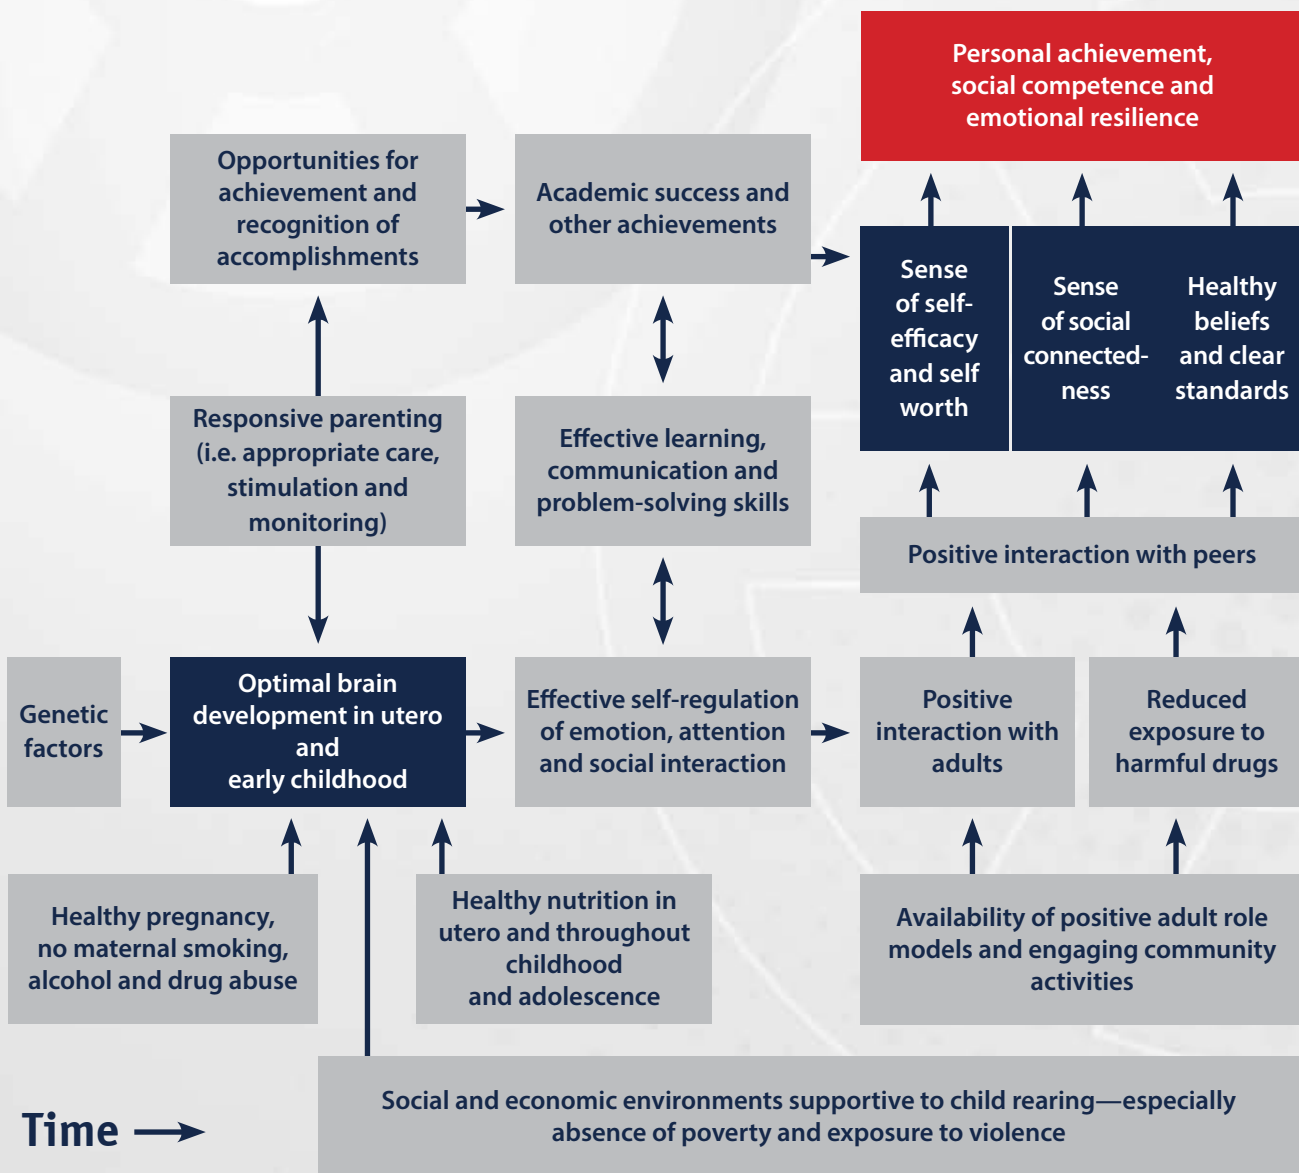 Personal achievement,
social competence and
emotional resilience
Opportunities for
achievement and
recognition of
accomplishments
Academic success and
other achievements
Sense
of self-
efficacy
and self
worth
Sense
of social
connected-
ness
Healthy
beliefs
and clear
standards
Responsive parenting
(i.e. appropriate care,
stimulation and
monitoring)
Effective learning,
communication and
problem-solving skills
Positive interaction with peers
Genetic
factors
Optimal brain
development in utero
and
early childhood
Effective self-regulation
of emotion, attention
and social interaction
Positive
interaction with
adults
Reduced
exposure to
harmful drugs
Healthy pregnancy,
no maternal smoking,
alcohol and drug abuse
Healthy nutrition in
utero and throughout
childhood
and adolescence
Availability of positive adult role
models and engaging community
activities
Social and economic environments supportive to child rearing—especially
absence of poverty and exposure to violence
Time